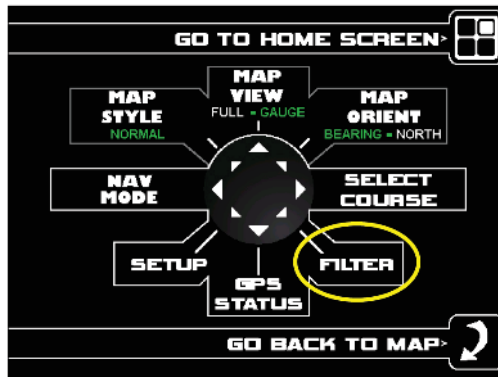 GO TO HOME SCREEN>
MAP
VIEW
FULL = GAUGE
MAP
STYLE
NORMAL
MAP
ORIENT
BEARING = NORTH
NAV
MODE
SELECT
COURSE
SETUP
FILTER
GPS
STATUS
GO BACK TO MAP>